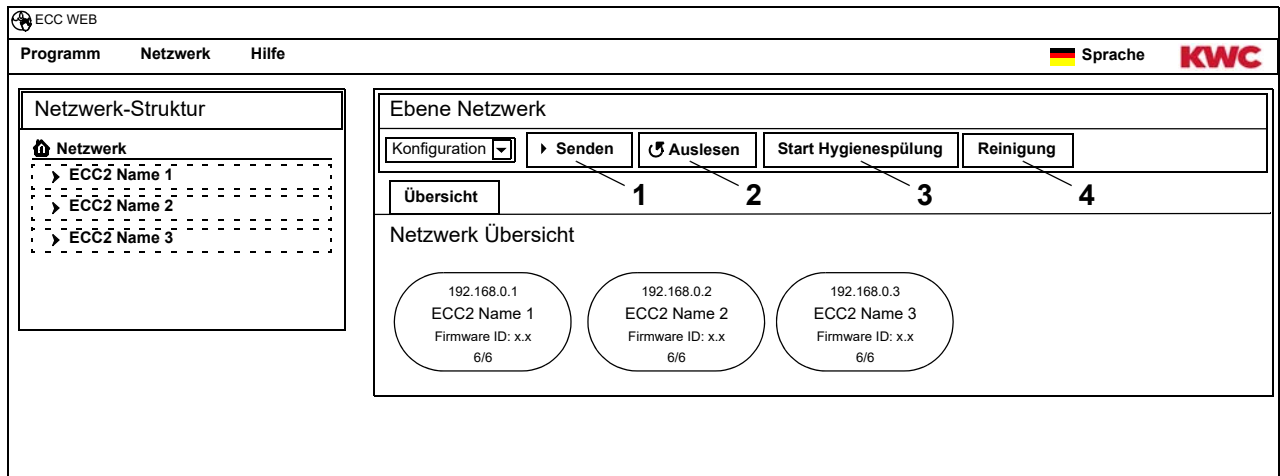 ECC WEB
Programm Netzwerk Hilfe Sprache KWC
Netzwerk-Struktur
Netzwerk
ECC2 Name 1
ECC2 Name 2
ECC2 Name 3
Ebene Netzwerk
Konfiguration Senden Auslesen Start Hygienespülung Reinigung
1 2 3 4
Übersicht
Netzwerk Übersicht
192.168.0.1 192.168.0.2 192.168.0.3
ECC2 Name 1 ECC2 Name 2 ECC2 Name 3
Firmware ID: x.x Firmware ID: x.x Firmware ID: x.x
6/6 6/6 6/6